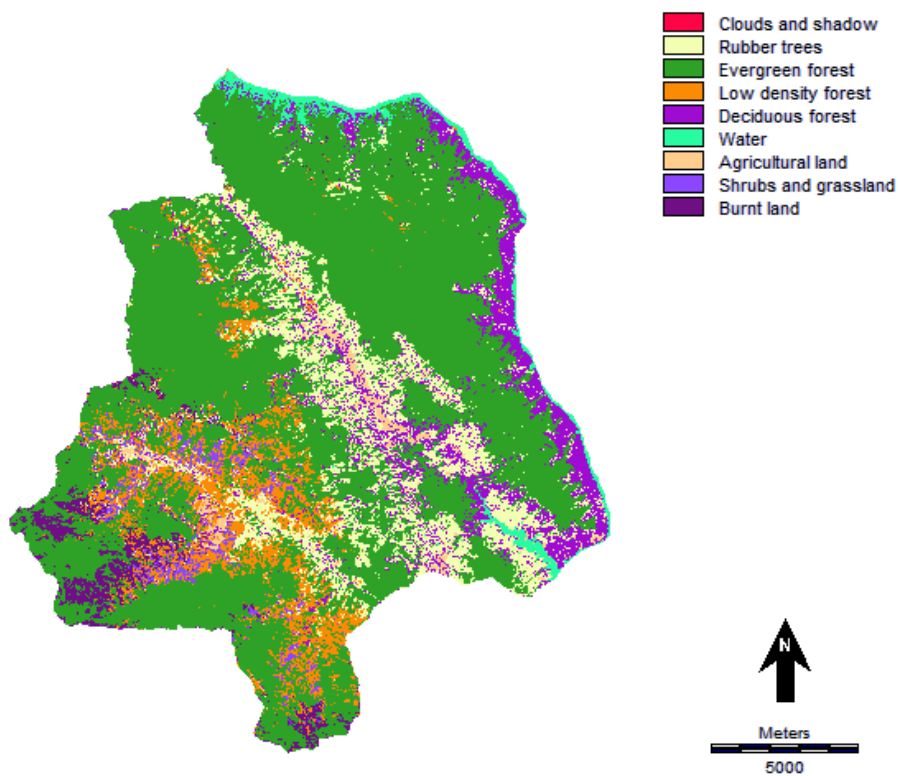 Clouds and shadow
Rubber trees
Evergreen forest
Low density forest
Deciduous forest
Water
Agricultural land
Shrubs and grassland
Burnt land
N
Meters
5000